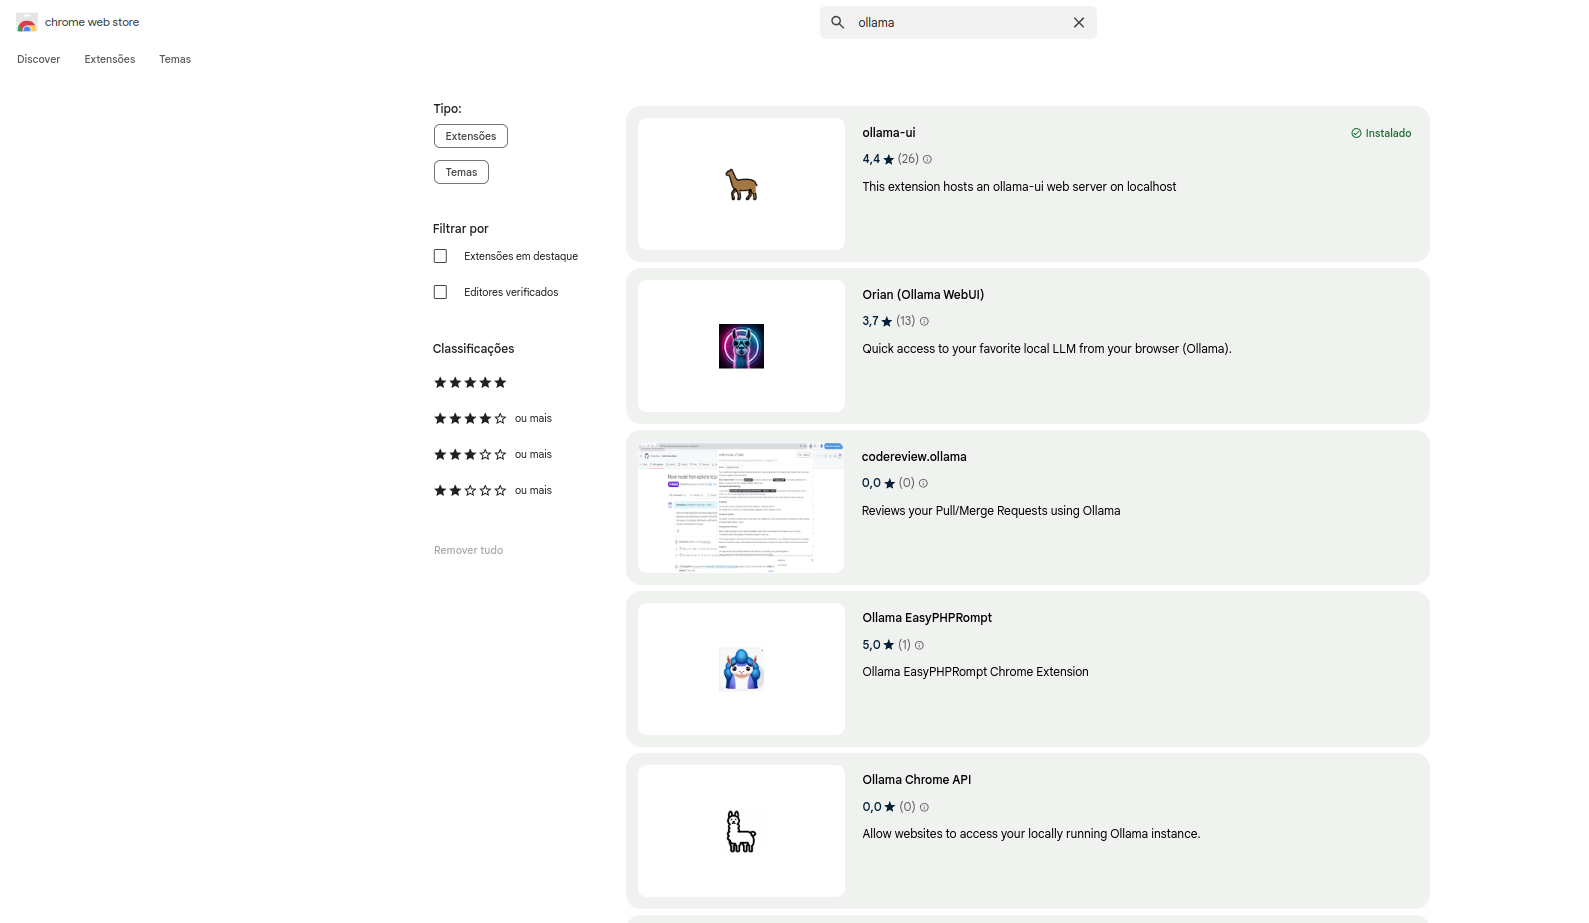 chrome web store
ollama
Discover
Extensões
Temas
Tipo:
Extensões
Temas
Filtrar por
Extensões em destaque
Editores verificados
Classificações
ou mais
ou mais
ou mais
Remover tudo
ollama-ui
Instalado
4,4 ★ (26)
This extension hosts an ollama-ui web server on localhost
Orian (Ollama WebUI)
3,7 ★ (13)
Quick access to your favorite local LLM from your browser (Ollama).
codereview.ollama
0,0 ★ (0)
Reviews your Pull/Merge Requests using Ollama
Ollama EasyPHPRompt
5,0 ★ (1)
Ollama EasyPHPRompt Chrome Extension
Ollama Chrome API
0,0 ★ (0)
Allow websites to access your locally running Ollama instance.